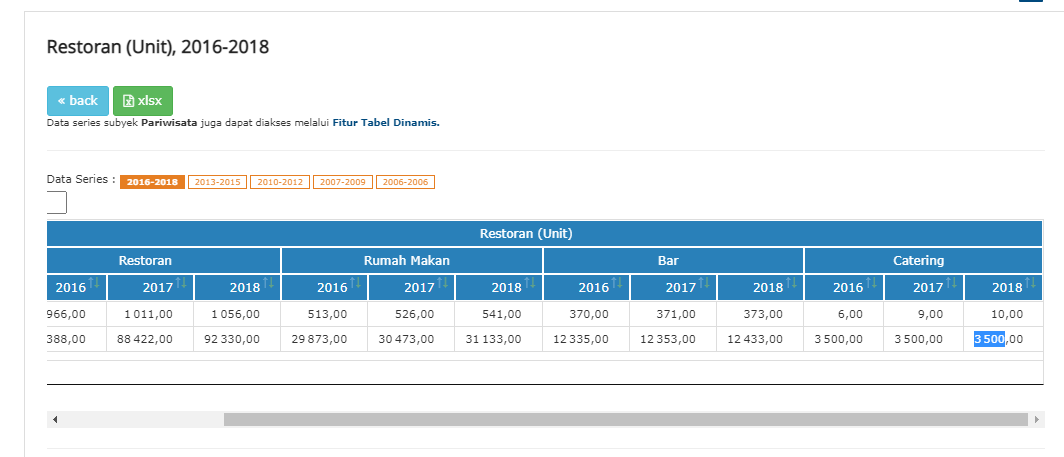 Restoran (Unit), 2016-2018
« back xlsx
Data series subyek Pariwisata juga dapat diakses melalui Fitur Tabel Dinamis.
Data Series : 2016-2018 2013-2015 2010-2012 2007-2009 2006-2006
Restoran (Unit)
Restoran Rumah Makan Bar Catering
2016 2017 2018 2016 2017 2018 2016 2017 2018 2016 2017 2018
966,00 1 011,00 1 056,00 513,00 526,00 541,00 370,00 371,00 373,00 6,00 9,00 10,00
388,00 88 422,00 92 330,00 29 873,00 30 473,00 31 133,00 12 335,00 12 353,00 12 433,00 3 500,00 3 500,00 3 500,00